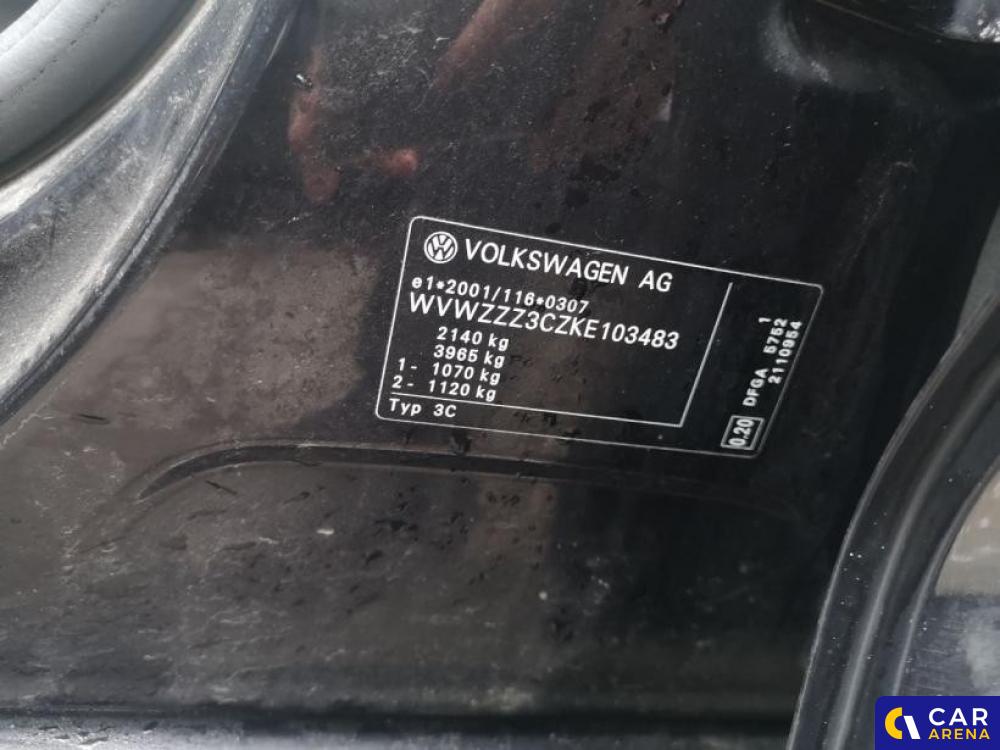 VOLKSWAGEN AG
e1*2001/116*0307
WVWZZZ3CZKE103483
2140 kg
3965 kg
1- 1070 kg
2- 1120 kg
Typ 3C
0.20 DFGA 5752 1
2110954
CAR
ARENA